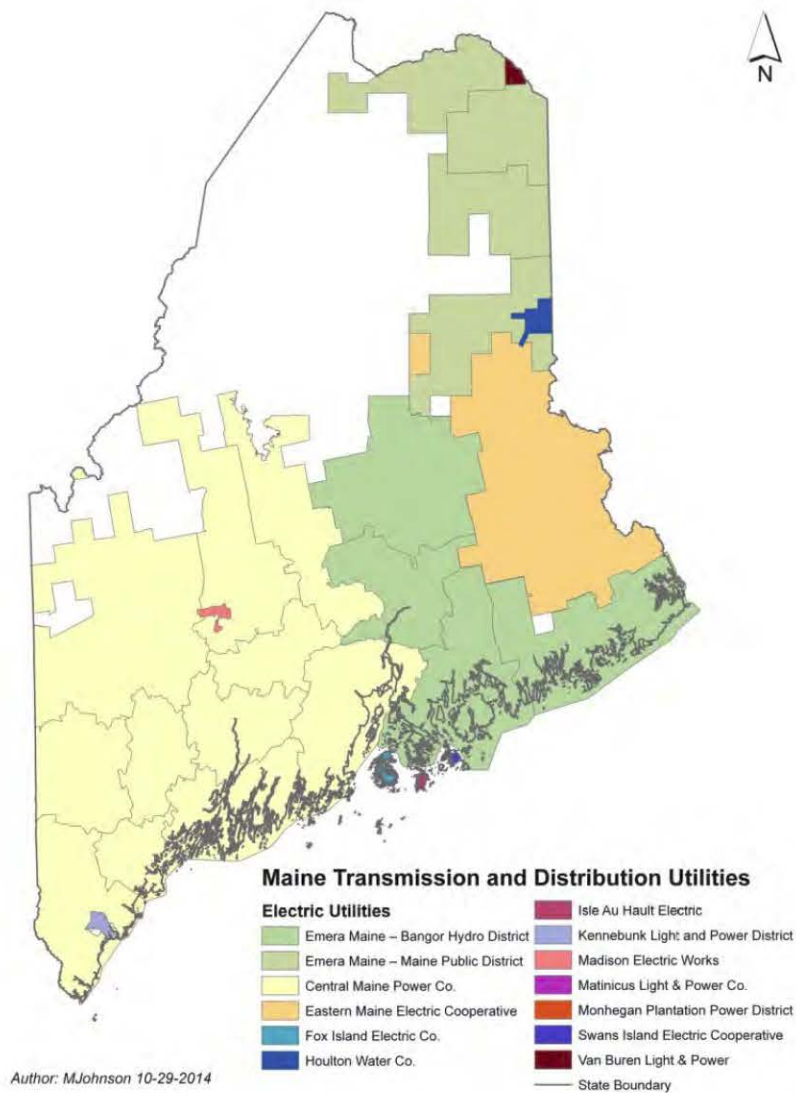 N
Maine Transmission and Distribution Utilities
Electric Utilities
Emera Maine – Bangor Hydro District
Emera Maine – Maine Public District
Central Maine Power Co.
Eastern Maine Electric Cooperative
Fox Island Electric Co.
Houlton Water Co.
Isle Au Hault Electric
Kennebunk Light and Power District
Madison Electric Works
Matinicus Light & Power Co.
Monhegan Plantation Power District
Swans Island Electric Cooperative
Van Buren Light & Power
State Boundary
Author: MJohnson 10-29-2014